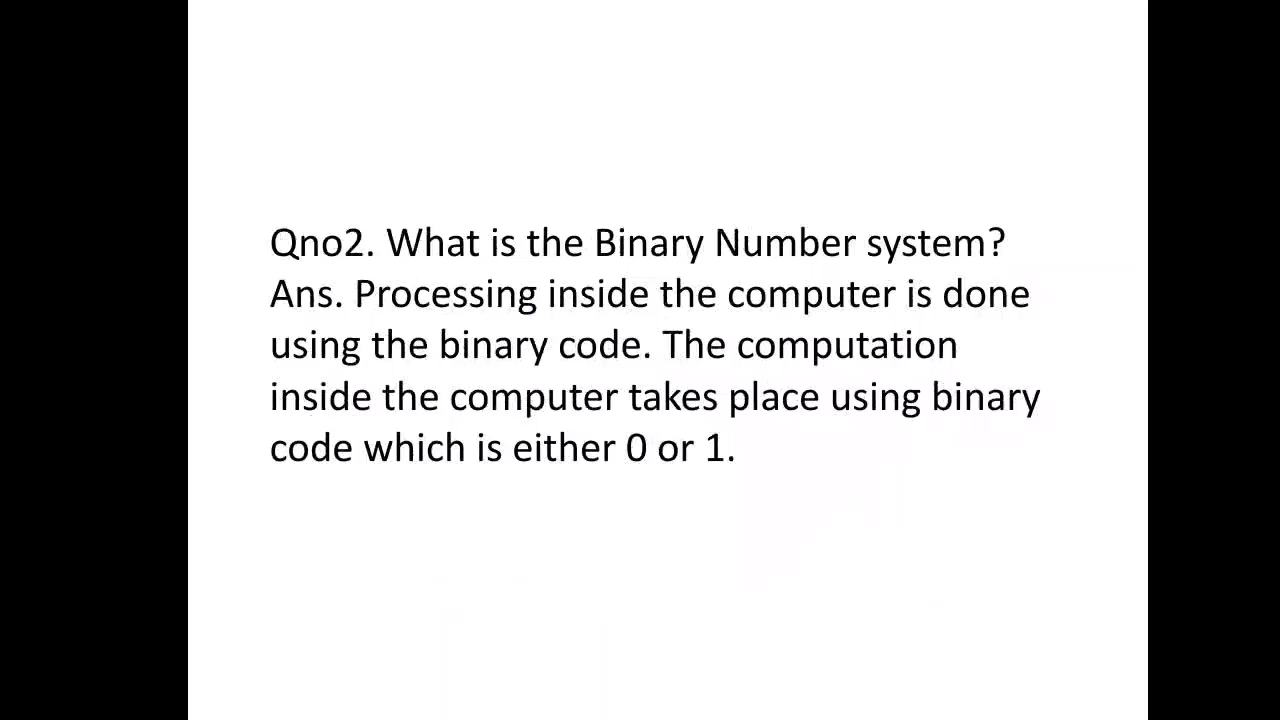 Qno2. What is the Binary Number system?
Ans. Processing inside the computer is done
using the binary code. The computation
inside the computer takes place using binary
code which is either 0 or 1.